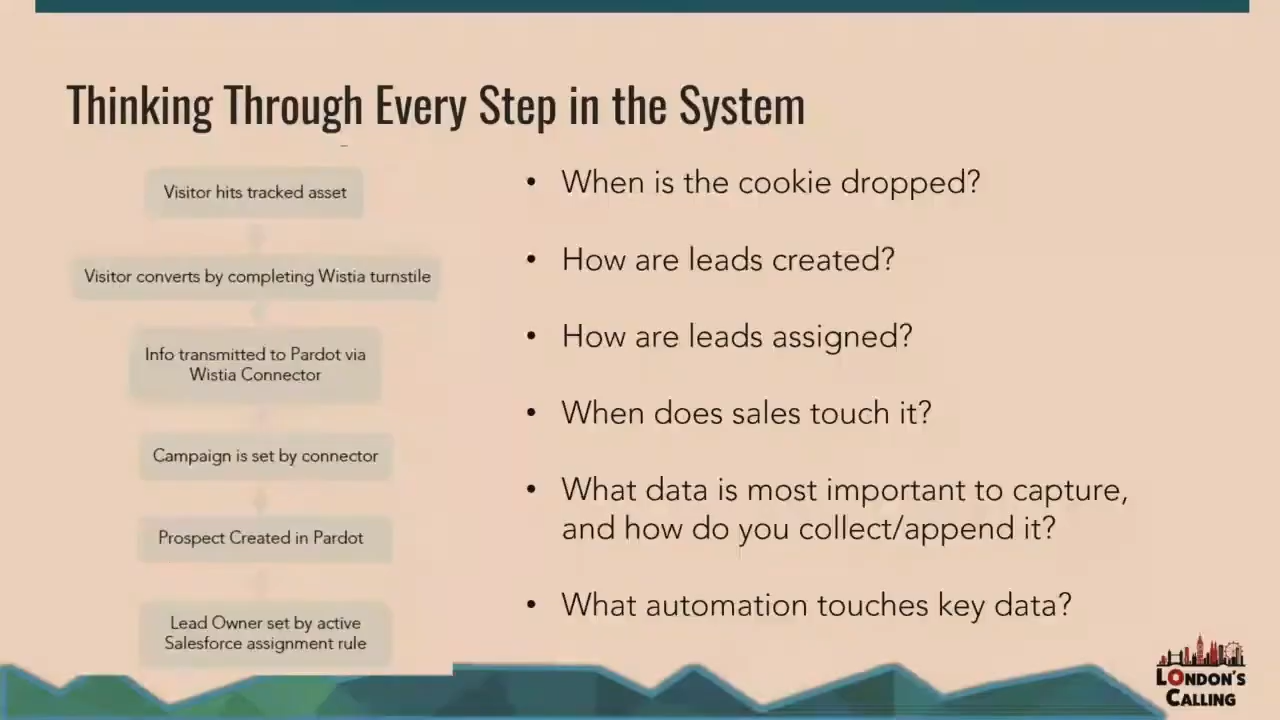 Thinking Through Every Step in the System
Visitor hits tracked asset
Visitor converts by completing Wistia turnstile
Info transmitted to Pardot via
Wistia Connector
Campaign is set by connector
Prospect Created in Pardot
Lead Owner set by active
Salesforce assignment rule
• When is the cookie dropped?
• How are leads created?
• How are leads assigned?
• When does sales touch it?
• What data is most important to capture,
and how do you collect/append it?
• What automation touches key data?
LONDON'S
CALLING